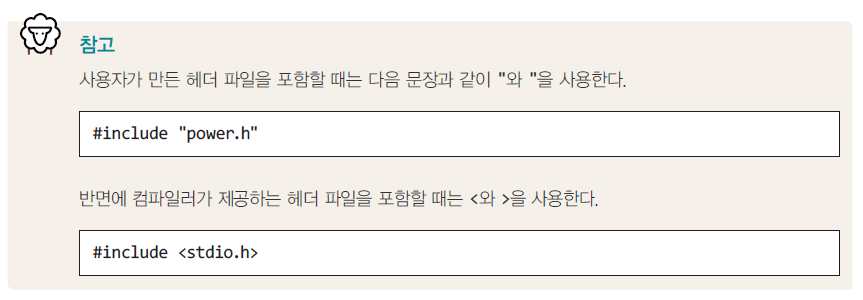 참고
사용자가 만든 헤더 파일을 포함할 때는 다음 문장과 같이 "와 "을 사용한다.
#include "power.h"
반면에 컴파일러가 제공하는 헤더 파일을 포함할 때는 <와 >을 사용한다.
#include <stdio.h>